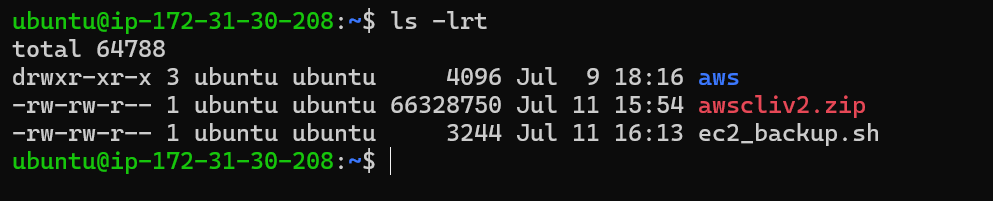 ubuntu@ip-172-31-30-208:~$ ls -lrt
total 64788
drwxr-xr-x 3 ubuntu ubuntu     4096 Jul  9 18:16 aws
-rw-rw-r-- 1 ubuntu ubuntu 66328750 Jul 11 15:54 awscliv2.zip
-rw-rw-r-- 1 ubuntu ubuntu     3244 Jul 11 16:13 ec2_backup.sh
ubuntu@ip-172-31-30-208:~$